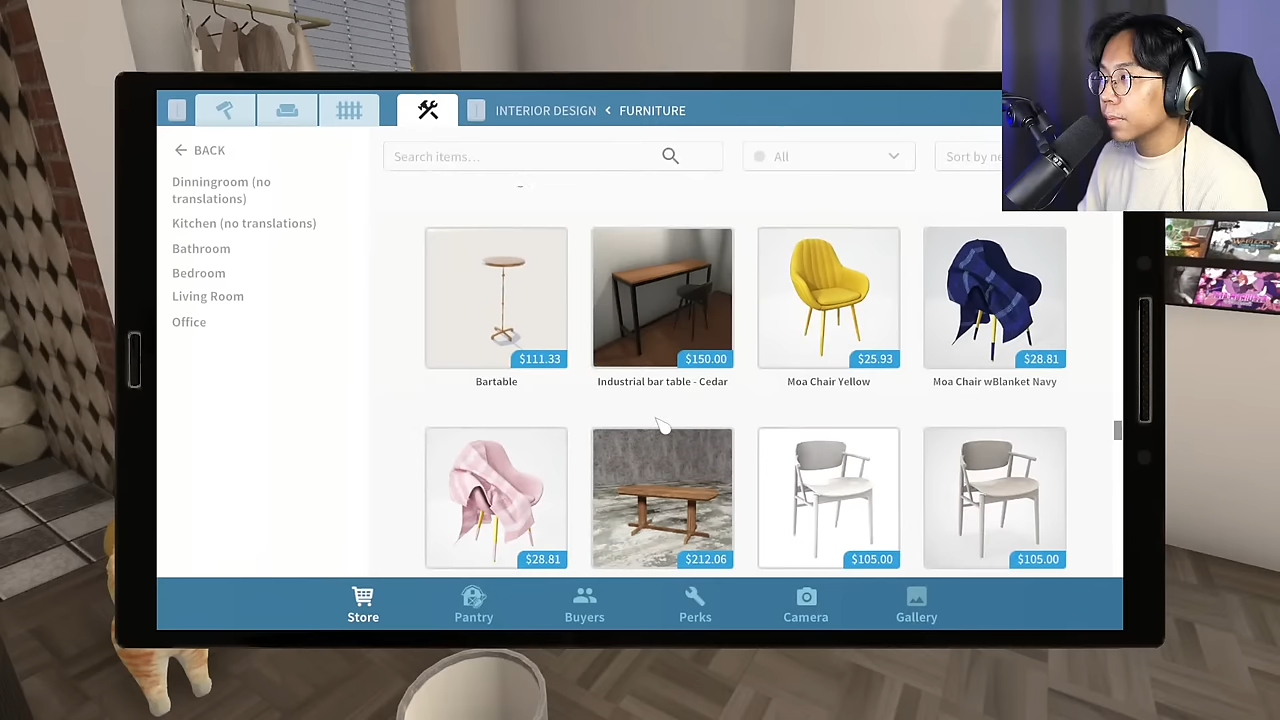 INTERIOR DESIGN < FURNITURE
BACK
Dinningroom (no
translations)
Kitchen (no translations)
Bathroom
Bedroom
Living Room
Office
Search items...
All
Sort by
$111.33
$150.00
$25.93
$28.81
Bartable
Industrial bar table - Cedar
Moa Chair Yellow
Moa Chair wBlanket Navy
$28.81
$212.06
$105.00
$105.00
Store
Pantry
Buyers
Perks
Camera
Gallery